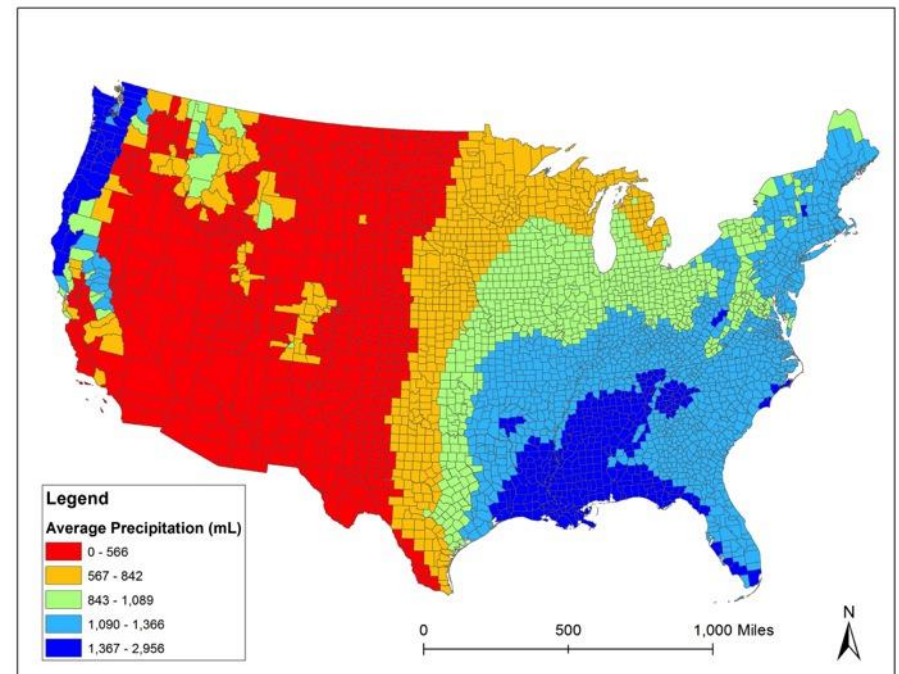 Legend
Average Precipitation (mL)
0 - 566
567 - 842
843 - 1,089
1,090 - 1,366
1,367 - 2,956
0 500 1,000 Miles
N